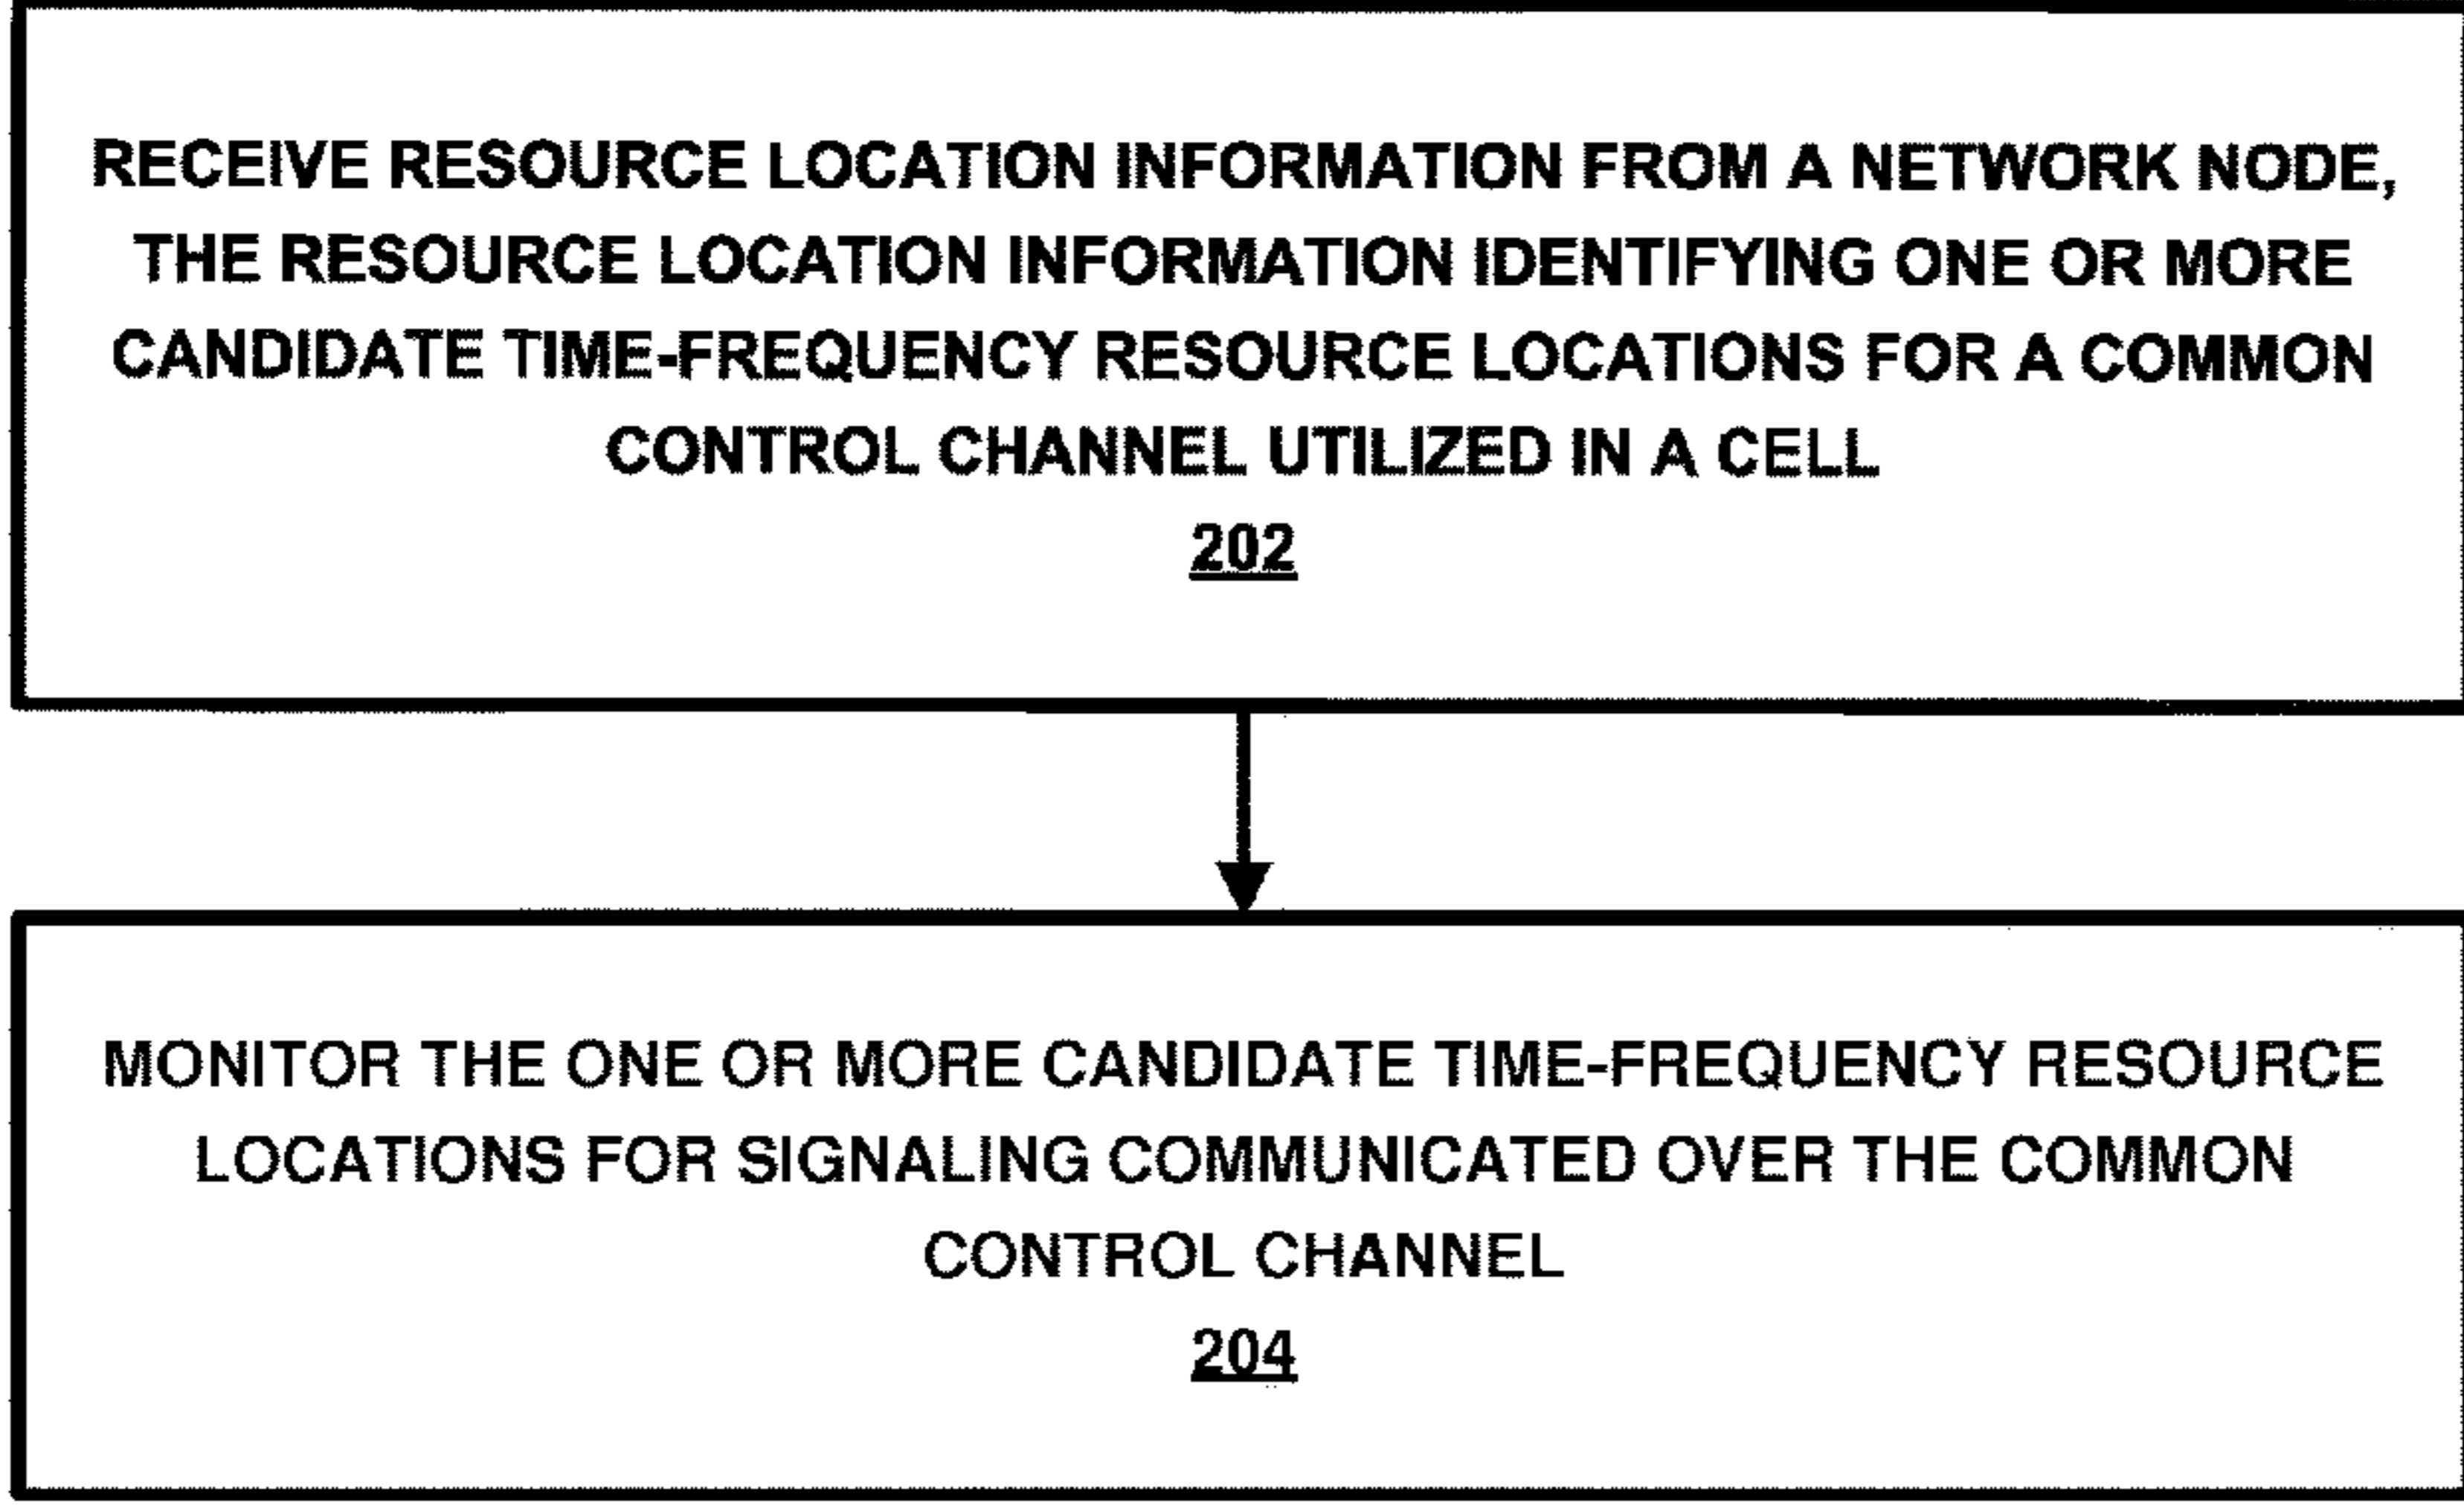 RECEIVE RESOURCE LOCATION INFORMATION FROM A NETWORK NODE,
THE RESOURCE LOCATION INFORMATION IDENTIFYING ONE OR MORE
CANDIDATE TIME-FREQUENCY RESOURCE LOCATIONS FOR A COMMON
CONTROL CHANNEL UTILIZED IN A CELL
202
MONITOR THE ONE OR MORE CANDIDATE TIME-FREQUENCY RESOURCE
LOCATIONS FOR SIGNALING COMMUNICATED OVER THE COMMON
CONTROL CHANNEL
204